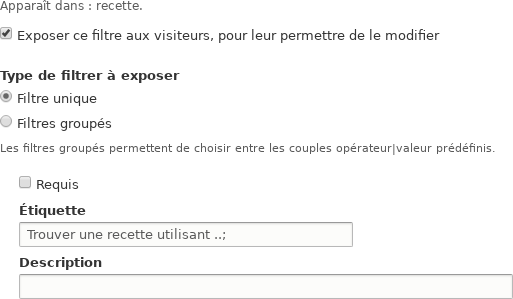 Apparaît dans : recette.
Exposer ce filtre aux visiteurs, pour leur permettre de le modifier
Type de filtrer à exposer
Filtre unique
Filtres groupés
Les filtres groupés permettent de choisir entre les couples opérateur|valeur prédéfinis.
Requis
Étiquette
Trouver une recette utilisant ..;
Description